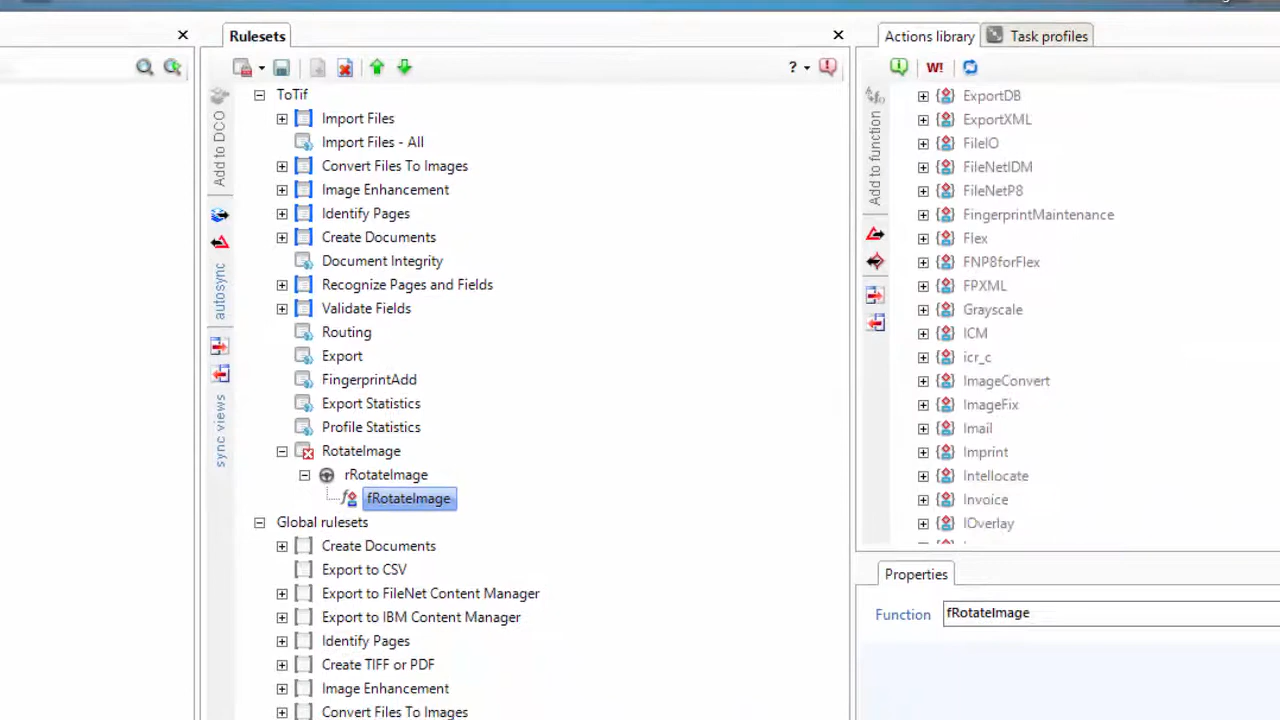 Rulesets
?
Add to DCO
autosync
sync views
ToTif
Import Files
Import Files - All
Convert Files To Images
Image Enhancement
Identify Pages
Create Documents
Document Integrity
Recognize Pages and Fields
Validate Fields
Routing
Export
FingerprintAdd
Export Statistics
Profile Statistics
RotateImage
rRotateImage
fRotateImage
Global rulesets
Create Documents
Export to CSV
Export to FileNet Content Manager
Export to IBM Content Manager
Identify Pages
Create TIFF or PDF
Image Enhancement
Convert Files To Images
Actions library
Task profiles
W!
Add to function
ExportDB
ExportXML
FileIO
FileNetIDM
FileNetP8
FingerprintMaintenance
Flex
FNP8forFlex
FPXML
Grayscale
ICM
icr_c
ImageConvert
ImageFix
Imail
Imprint
Intellocate
Invoice
IOverlay
Properties
Function fRotateImage